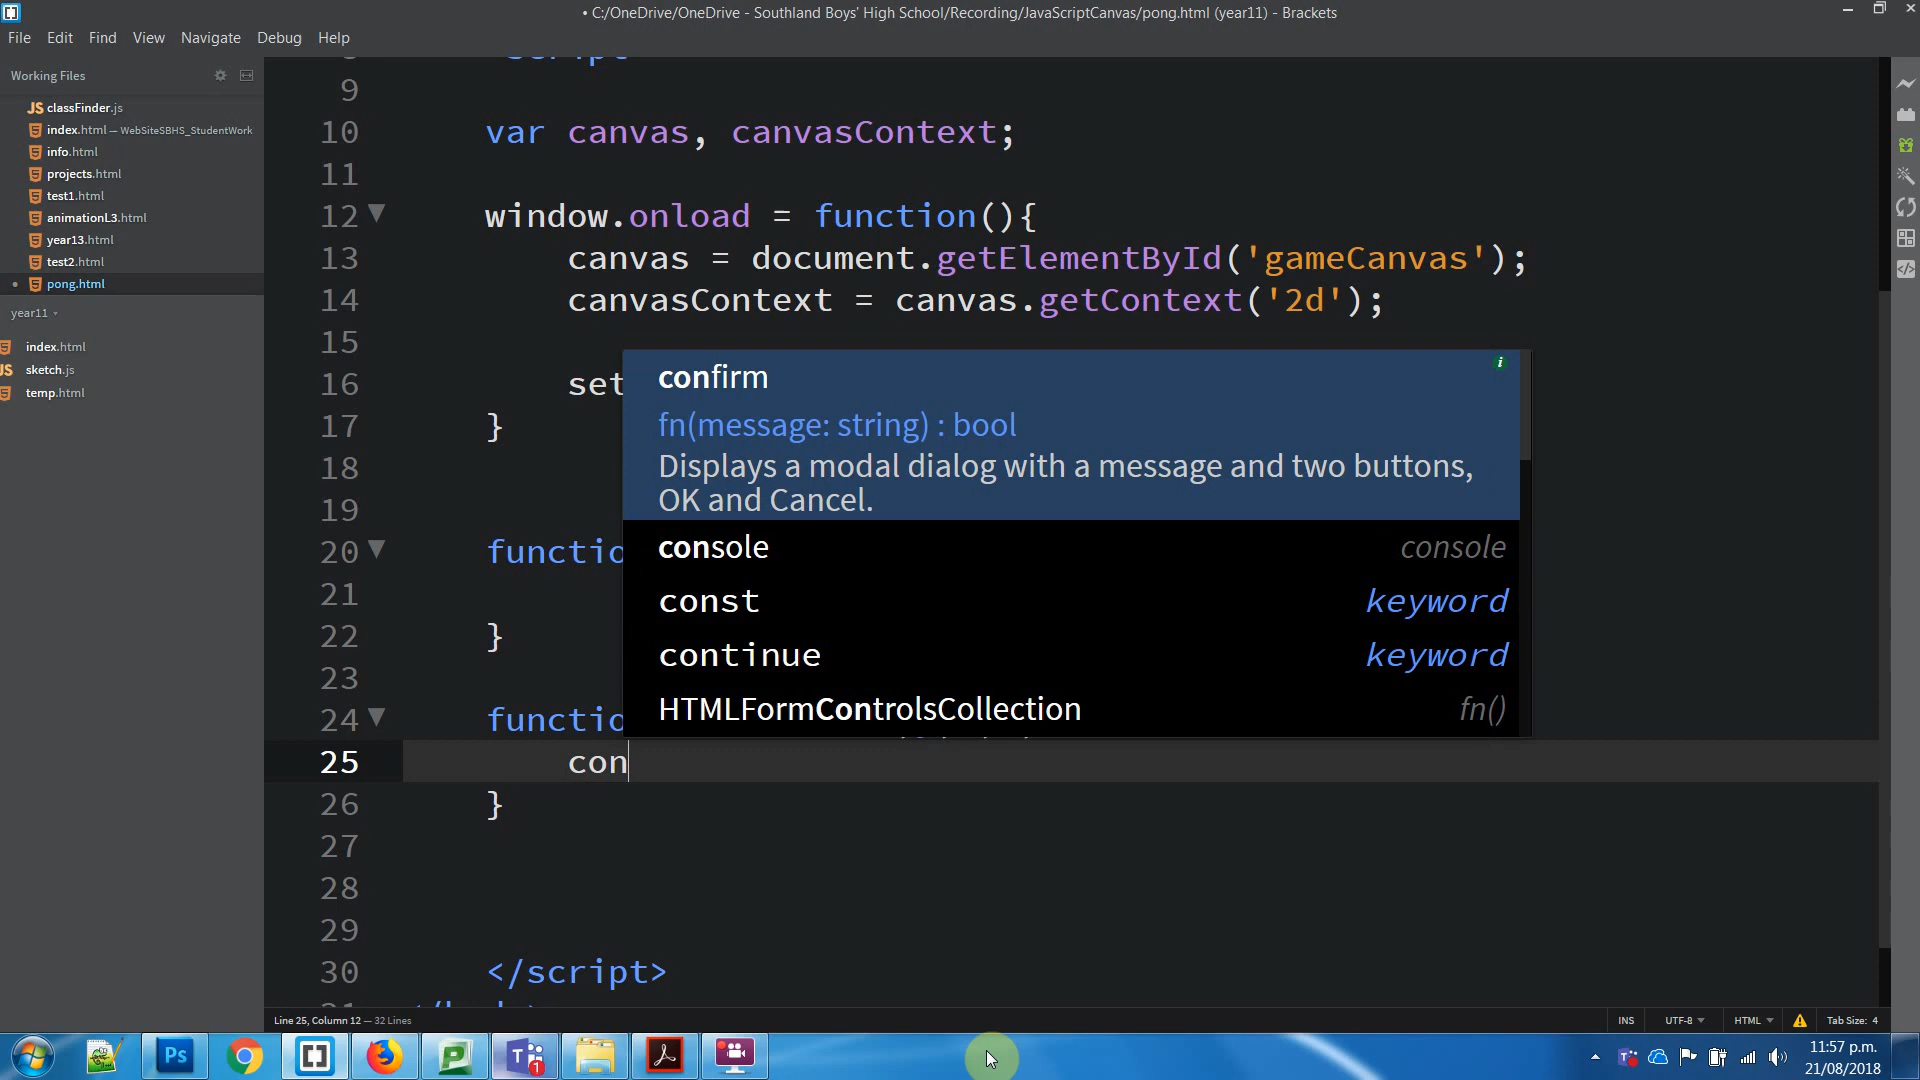 • C:/OneDrive/OneDrive - Southland Boys' High School/Recording/JavaScriptCanvas/pong.html (year11) - Brackets
File Edit Find View Navigate Debug Help
Working Files
classFinder.js
index.html — WebSiteSBHS_StudentWork
info.html
projects.html
test1.html
animationL3.html
year13.html
test2.html
pong.html
year11
index.html
sketch.js
temp.html
9
10 var canvas, canvasContext;
11
12 window.onload = function(){
13 canvas = document.getElementById('gameCanvas');
14 canvasContext = canvas.getContext('2d');
15
16 set
17 }
18
19
20 functio
21
22 }
23
24 functio
25 con
26 }
27
28
29
30 </script>
confirm
fn(message: string) : bool
Displays a modal dialog with a message and two buttons,
OK and Cancel.
console console
const keyword
continue keyword
HTMLFormControlsCollection fn()
Line 25, Column 12 — 32 Lines
INS UTF-8 HTML Tab Size: 4
11:57 p.m.
21/08/2018